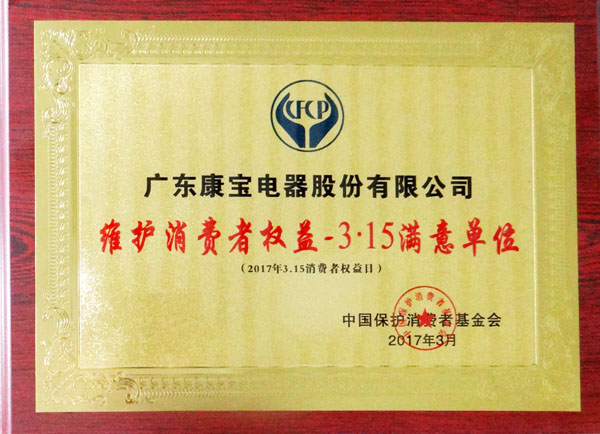 CFCP
广东康宝电器股份有限公司
维护消费者权益-3·15满意单位
(2017年3.15消费者权益日)
中国保护消费者基金会
2017年3月